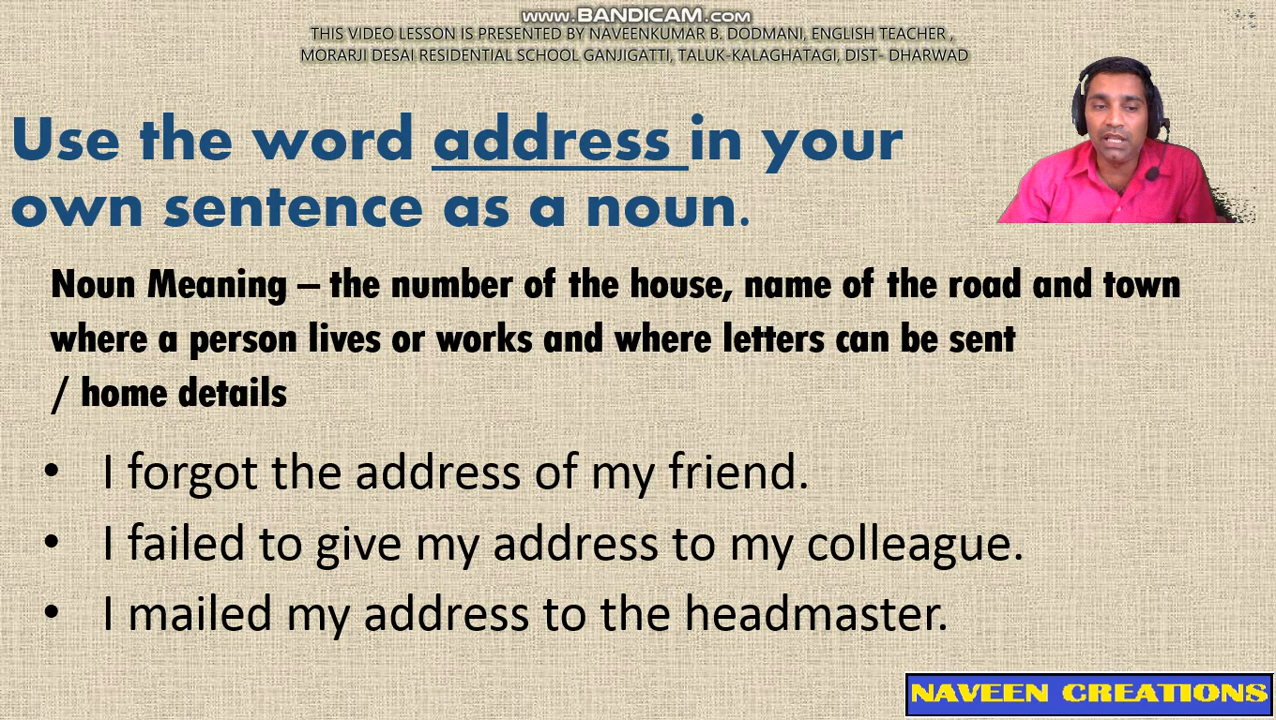 www.BANDICAM.com
THIS VIDEO LESSON IS PRESENTED BY NAVEENKUMAR B. DODMANI, ENGLISH TEACHER ,
MORARJI DESAI RESIDENTIAL SCHOOL GANJIGATTI, TALUK-KALAGHATAGI, DIST- DHARWAD
Use the word address in your
own sentence as a noun.
Noun Meaning – the number of the house, name of the road and town
where a person lives or works and where letters can be sent
/ home details
• I forgot the address of my friend.
• I failed to give my address to my colleague.
• I mailed my address to the headmaster.
NAVEEN CREATIONS